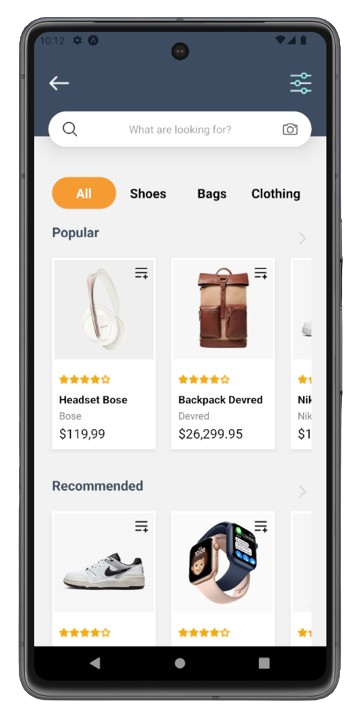 10:12
What are looking for?
All Shoes Bags Clothing
Popular
Headset Bose Backpack Devred Nik
Bose Devred Nik
$119,99 $26,299.95 $1
Recommended